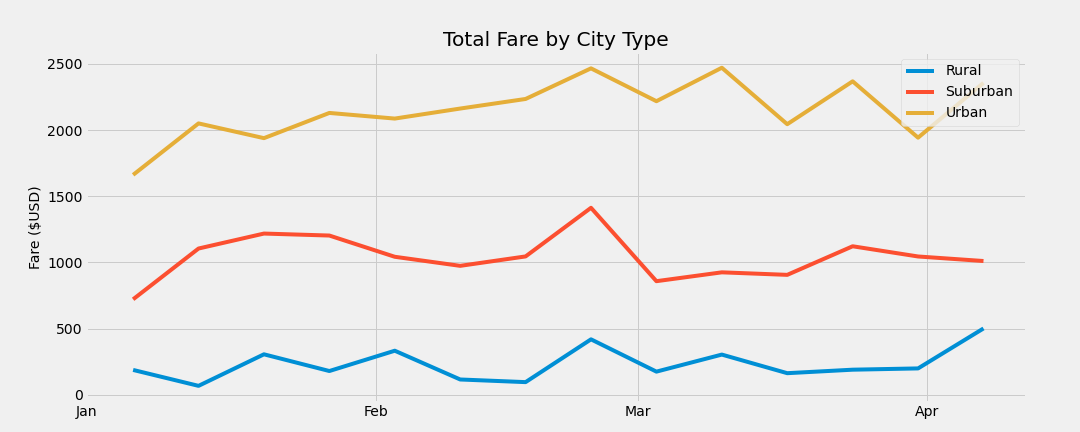 Total Fare by City Type
Fare ($USD)
2500
2000
1500
1000
500
0
Jan
Feb
Mar
Apr
Rural
Suburban
Urban